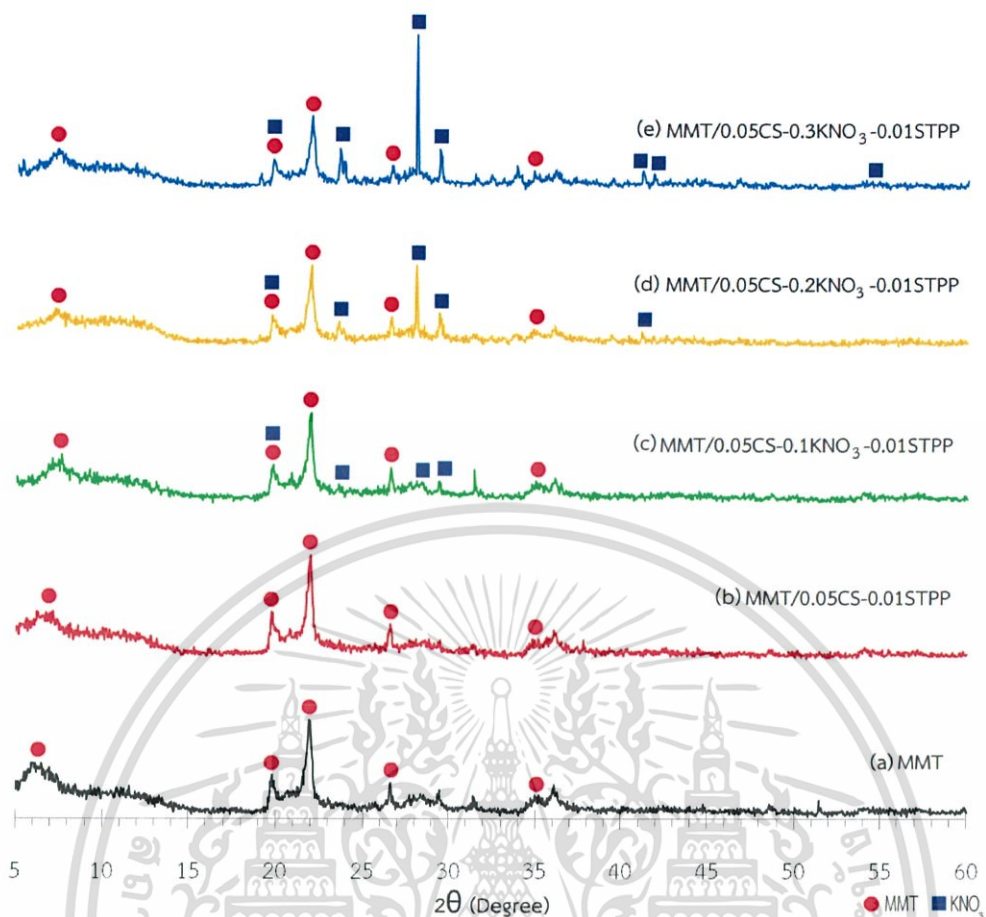 (e) MMT/0.05CS-0.3KNO₃-0.01STPP
(d) MMT/0.05CS-0.2KNO₃ -0.01STPP
(c) MMT/0.05CS-0.1KNO₃-0.01STPP
(b) MMT/0.05CS-0.01STPP
(a) MMT
5 10 15 20 25 30 35 40 45 50 55 60
2θ (Degree)
MMT KNO₃